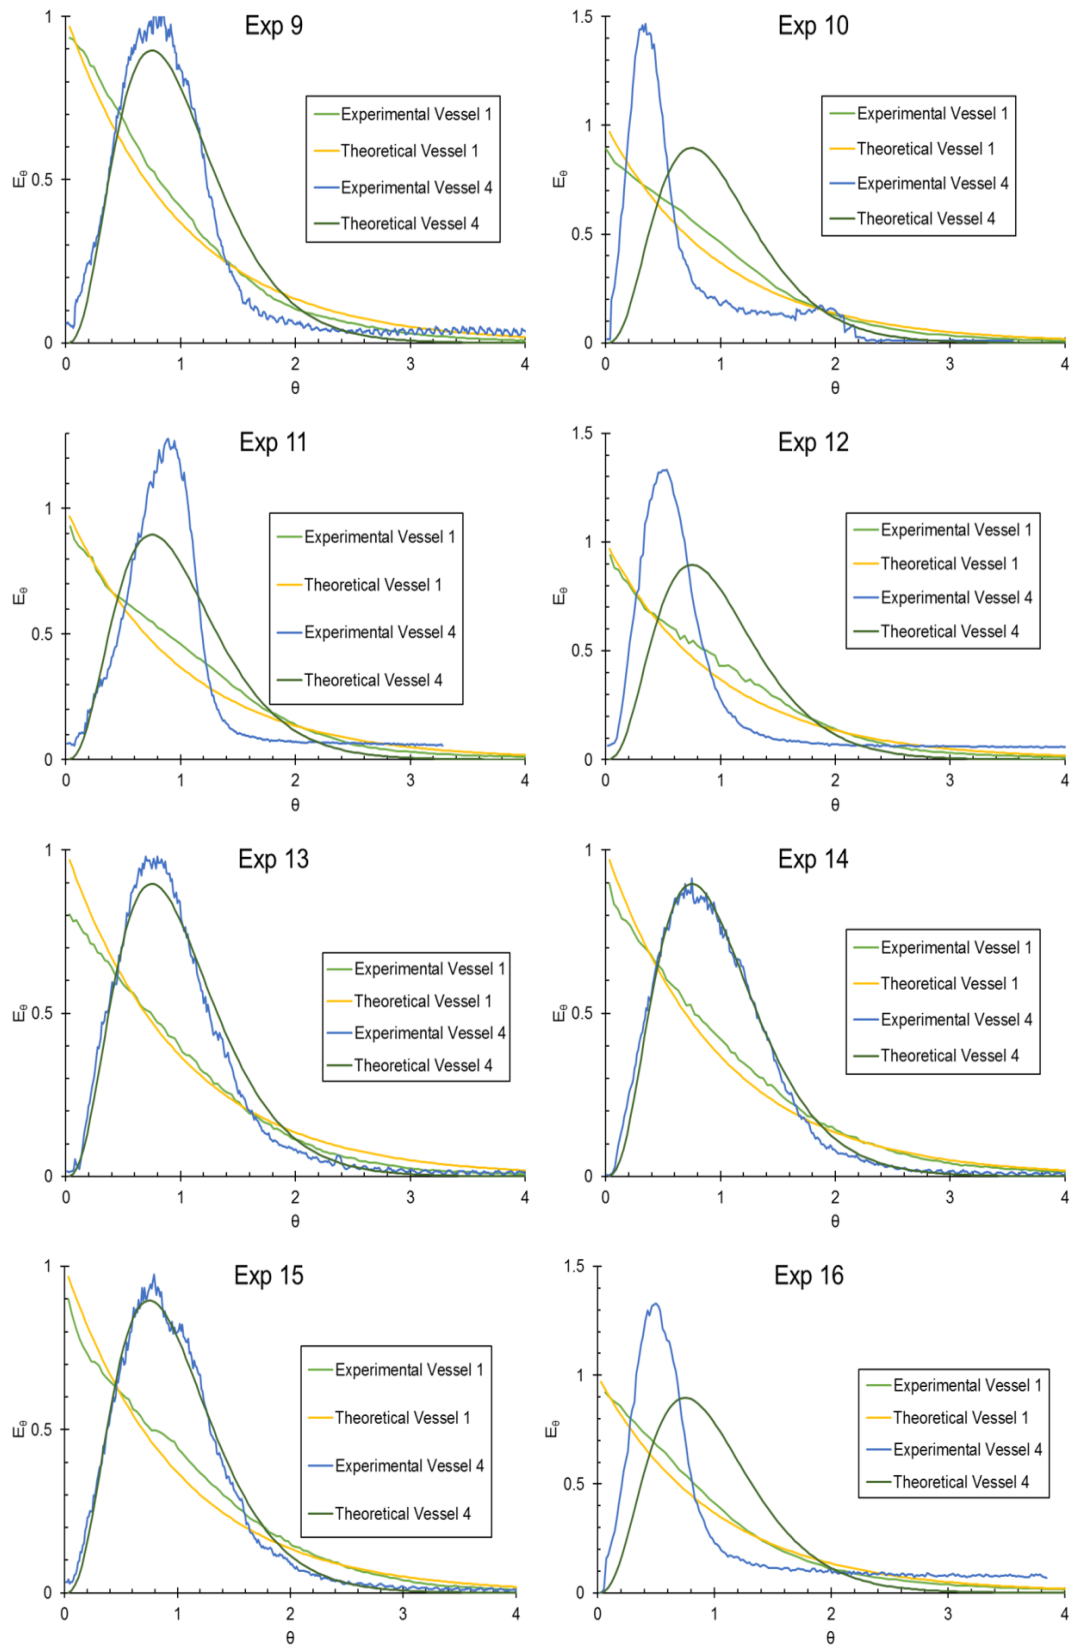 Exp 9
1
0.5
0
Eθ
0 1 2 3 4
θ
Experimental Vessel 1
Theoretical Vessel 1
Experimental Vessel 4
Theoretical Vessel 4
Exp 10
1.5
1
0.5
0
Eθ
0 1 2 3 4
θ
Experimental Vessel 1
Theoretical Vessel 1
Experimental Vessel 4
Theoretical Vessel 4
Exp 11
1
0.5
0
Eθ
0 1 2 3 4
θ
Experimental Vessel 1
Theoretical Vessel 1
Experimental Vessel 4
Theoretical Vessel 4
Exp 12
1.5
1
0.5
0
Eθ
0 1 2 3 4
θ
Experimental Vessel 1
Theoretical Vessel 1
Experimental Vessel 4
Theoretical Vessel 4
Exp 13
1
0.5
0
Eθ
0 1 2 3 4
θ
Experimental Vessel 1
Theoretical Vessel 1
Experimental Vessel 4
Theoretical Vessel 4
Exp 14
1
0.5
0
Eθ
0 1 2 3 4
θ
Experimental Vessel 1
Theoretical Vessel 1
Experimental Vessel 4
Theoretical Vessel 4
Exp 15
1
0.5
0
Eθ
0 1 2 3 4
θ
Experimental Vessel 1
Theoretical Vessel 1
Experimental Vessel 4
Theoretical Vessel 4
Exp 16
1.5
1
0.5
0
Eθ
0 1 2 3 4
θ
Experimental Vessel 1
Theoretical Vessel 1
Experimental Vessel 4
Theoretical Vessel 4